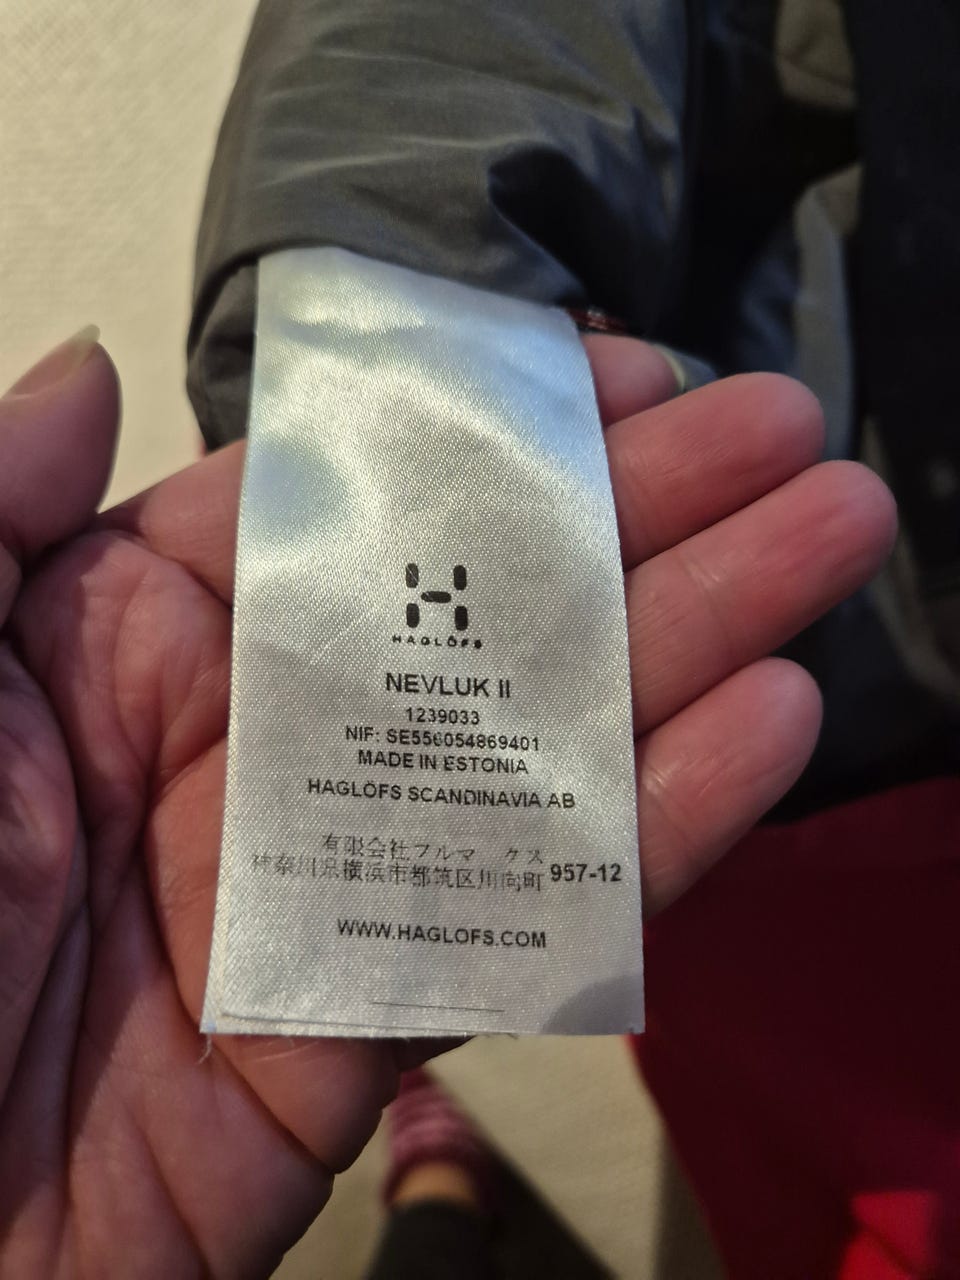 HAGLÖFS
NEVLUK II
1239033
NIF: SE556054869401
MADE IN ESTONIA
HAGLÖFS SCANDINAVIA AB
有限会社フルマ　クス
神奈川県横浜市都筑区川向町 957-12
WWW.HAGLOFS.COM